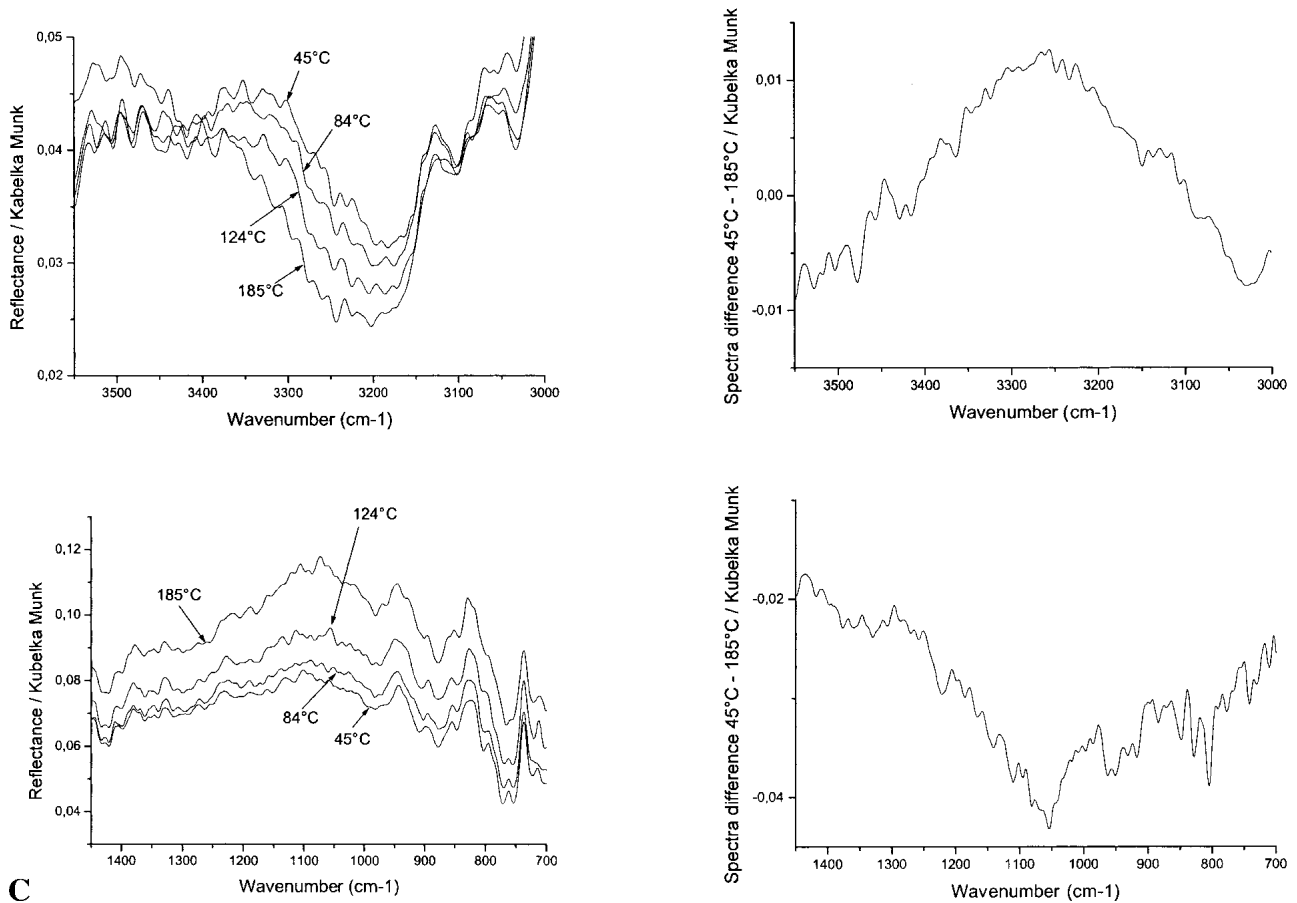 Reflectance / Kabelka Munk
0,05
0,04
0,03
0,02
45°C
84°C
124°C
185°C
3500 3400 3300 3200 3100 3000
Wavenumber (cm-1)
Spectra difference 45°C - 185°C / Kubelka Munk
0,01
0,00
-0,01
3500 3400 3300 3200 3100 3000
Wavenumber (cm-1)
Reflectance / Kubelka Munk
0,12
0,10
0,08
0,06
0,04
124°C
185°C
84°C
45°C
1400 1300 1200 1100 1000 900 800 700
Wavenumber (cm-1)
Spectra difference 45°C - 185°C / Kubelka Munk
-0,02
-0,04
1400 1300 1200 1100 1000 900 800 700
Wavenumber (cm-1)
C